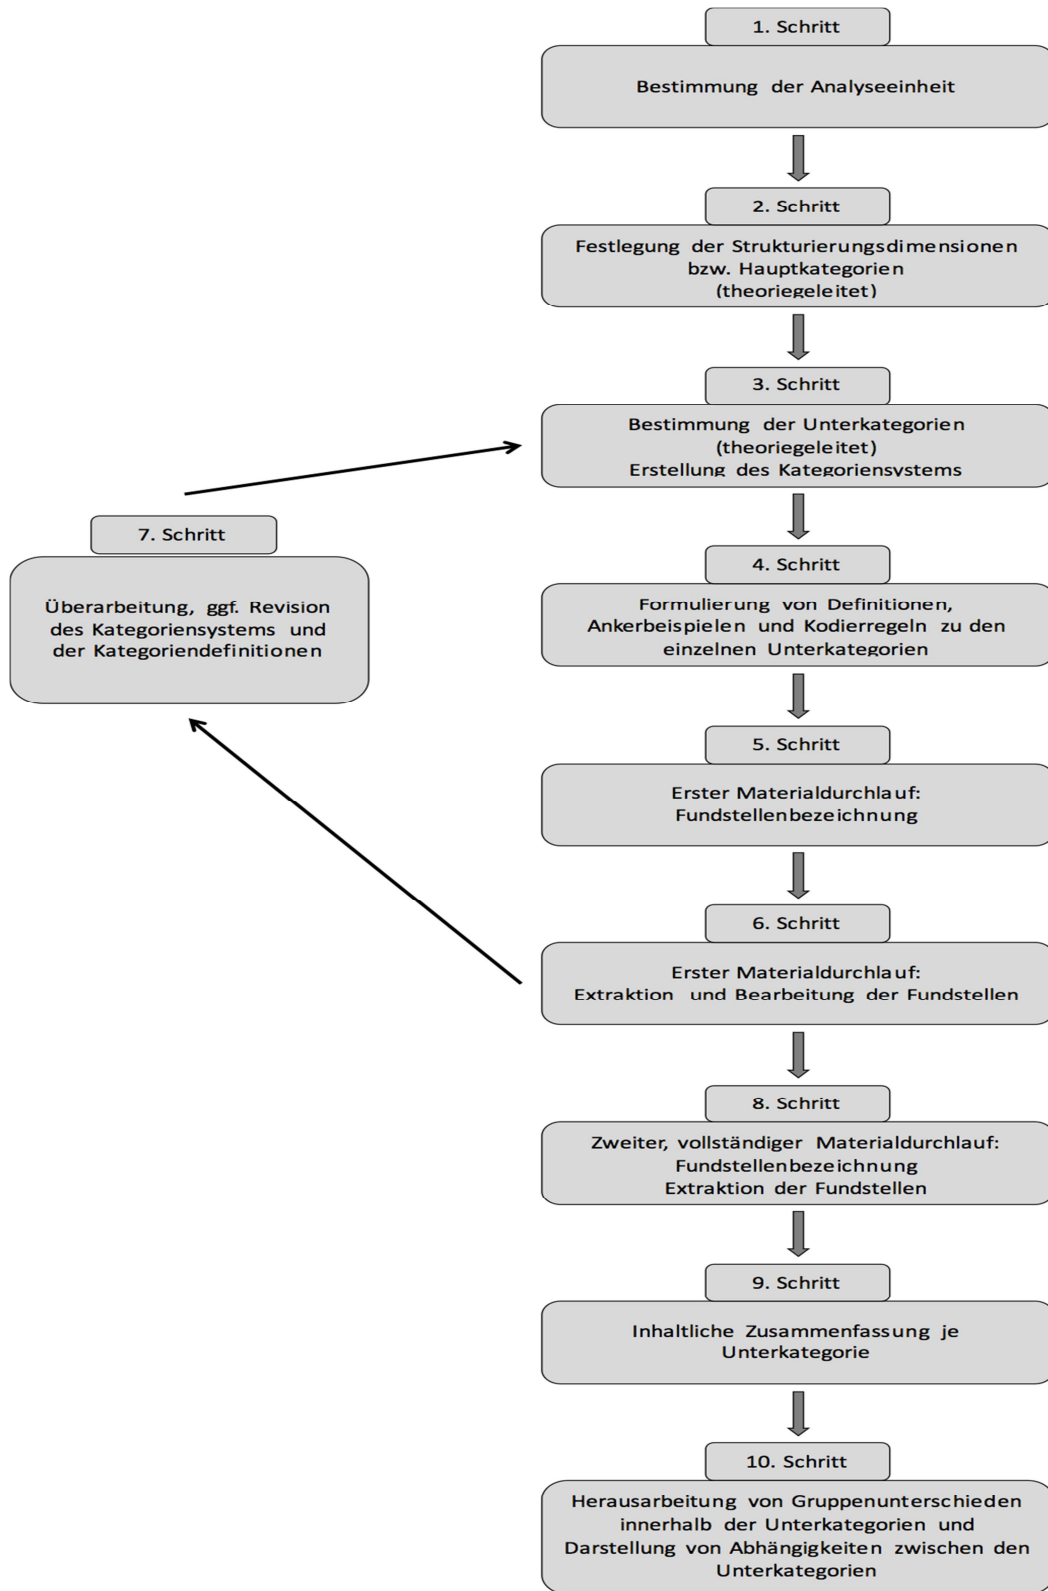 1. Schritt
Bestimmung der Analyseeinheit
2. Schritt
Festlegung der Strukturierungsdimensionen
bzw. Hauptkategorien
(theoriegeleitet)
3. Schritt
Bestimmung der Unterkategorien
(theoriegeleitet)
Erstellung des Kategoriensystems
4. Schritt
Formulierung von Definitionen,
Ankerbeispielen und Kodierregeln zu den
einzelnen Unterkategorien
5. Schritt
Erster Materialdurchlauf:
Fundstellenbezeichnung
6. Schritt
Erster Materialdurchlauf:
Extraktion und Bearbeitung der Fundstellen
7. Schritt
Überarbeitung, ggf. Revision
des Kategoriensystems und
der Kategoriendefinitionen
8. Schritt
Zweiter, vollständiger Materialdurchlauf:
Fundstellenbezeichnung
Extraktion der Fundstellen
9. Schritt
Inhaltliche Zusammenfassung je
Unterkategorie
10. Schritt
Herausarbeitung von Gruppenunterschieden
innerhalb der Unterkategorien und
Darstellung von Abhängigkeiten zwischen den
Unterkategorien